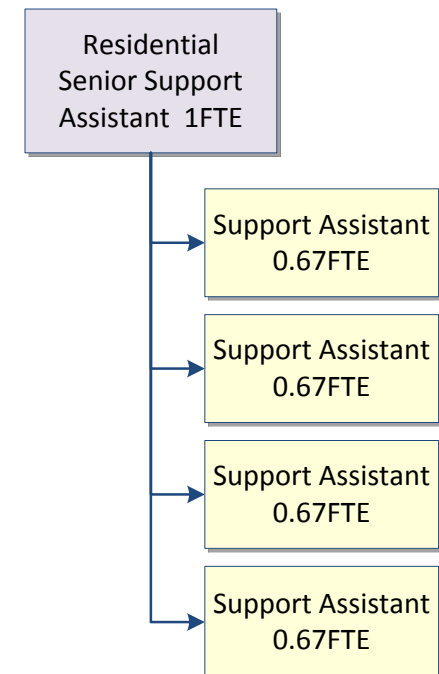 Residential
Senior Support
Assistant 1FTE
Support Assistant
0.67FTE
Support Assistant
0.67FTE
Support Assistant
0.67FTE
Support Assistant
0.67FTE